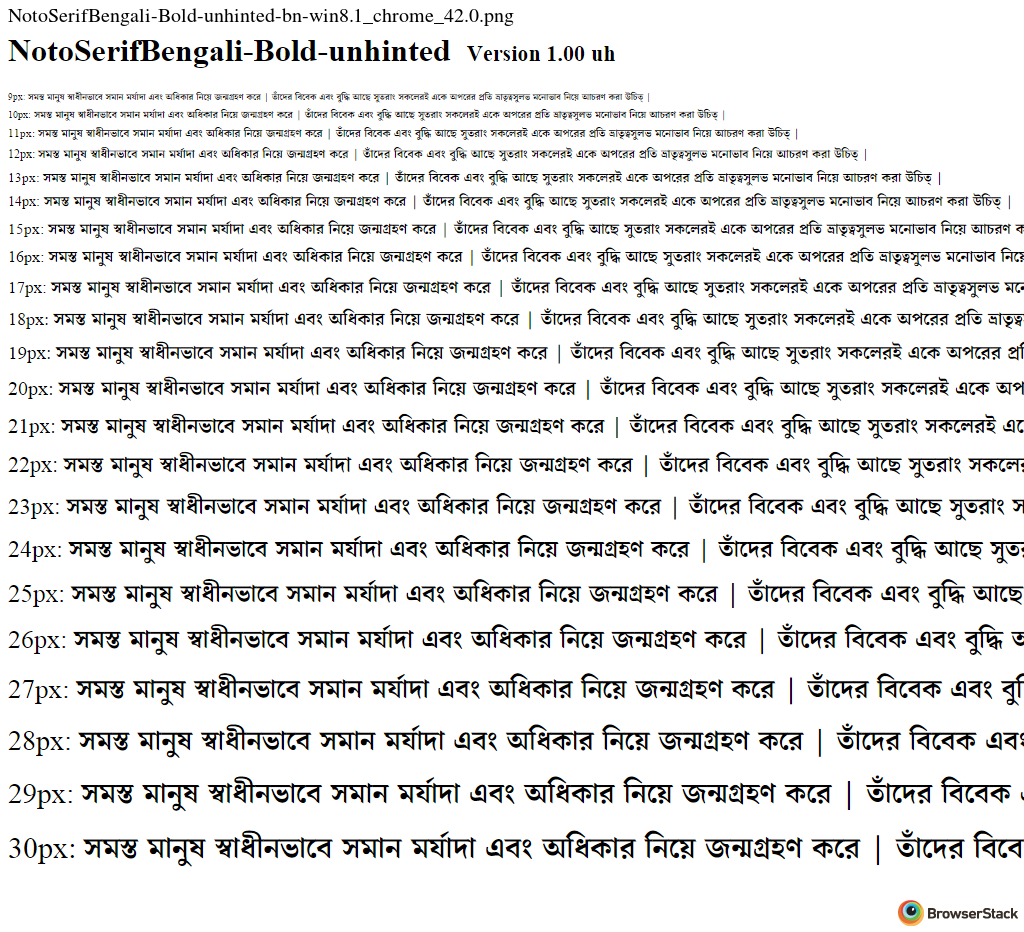 NotoSerifBengali-Bold-unhinted-bn-win8.1_chrome_42.0.png
NotoSerifBengali-Bold-unhinted Version 1.00 uh
9px: সমস্ত মানুষ স্বাধীনভাবে সমান মর্যাদা এবং অধিকার নিয়ে জন্মগ্রহণ করে | তাঁদের বিবেক এবং বুদ্ধি আছে সুতরাং সকলেরই একে অপরের প্রতি ভ্রাতৃত্বসুলভ মনোভাব নিয়ে আচরণ করা উচিত্ |
10px: সমস্ত মানুষ স্বাধীনভাবে সমান মর্যাদা এবং অধিকার নিয়ে জন্মগ্রহণ করে | তাঁদের বিবেক এবং বুদ্ধি আছে সুতরাং সকলেরই একে অপরের প্রতি ভ্রাতৃত্বসুলভ মনোভাব নিয়ে আচরণ করা উচিত্ |
11px: সমস্ত মানুষ স্বাধীনভাবে সমান মর্যাদা এবং অধিকার নিয়ে জন্মগ্রহণ করে | তাঁদের বিবেক এবং বুদ্ধি আছে সুতরাং সকলেরই একে অপরের প্রতি ভ্রাতৃত্বসুলভ মনোভাব নিয়ে আচরণ করা উচিত্ |
12px: সমস্ত মানুষ স্বাধীনভাবে সমান মর্যাদা এবং অধিকার নিয়ে জন্মগ্রহণ করে | তাঁদের বিবেক এবং বুদ্ধি আছে সুতরাং সকলেরই একে অপরের প্রতি ভ্রাতৃত্বসুলভ মনোভাব নিয়ে আচরণ করা উচিত্ |
13px: সমস্ত মানুষ স্বাধীনভাবে সমান মর্যাদা এবং অধিকার নিয়ে জন্মগ্রহণ করে | তাঁদের বিবেক এবং বুদ্ধি আছে সুতরাং সকলেরই একে অপরের প্রতি ভ্রাতৃত্বসুলভ মনোভাব নিয়ে আচরণ করা উচিত্ |
14px: সমস্ত মানুষ স্বাধীনভাবে সমান মর্যাদা এবং অধিকার নিয়ে জন্মগ্রহণ করে | তাঁদের বিবেক এবং বুদ্ধি আছে সুতরাং সকলেরই একে অপরের প্রতি ভ্রাতৃত্বসুলভ মনোভাব নিয়ে আচরণ করা উচিত্ |
15px: সমস্ত মানুষ স্বাধীনভাবে সমান মর্যাদা এবং অধিকার নিয়ে জন্মগ্রহণ করে | তাঁদের বিবেক এবং বুদ্ধি আছে সুতরাং সকলেরই একে অপরের প্রতি ভ্রাতৃত্বসুলভ মনোভাব নিয়ে আচরণ
16px: সমস্ত মানুষ স্বাধীনভাবে সমান মর্যাদা এবং অধিকার নিয়ে জন্মগ্রহণ করে | তাঁদের বিবেক এবং বুদ্ধি আছে সুতরাং সকলেরই একে অপরের প্রতি ভ্রাতৃত্বসুলভ মনোভাব নিয়ে
17px: সমস্ত মানুষ স্বাধীনভাবে সমান মর্যাদা এবং অধিকার নিয়ে জন্মগ্রহণ করে | তাঁদের বিবেক এবং বুদ্ধি আছে সুতরাং সকলেরই একে অপরের প্রতি ভ্রাতৃত্বসুলভ
18px: সমস্ত মানুষ স্বাধীনভাবে সমান মর্যাদা এবং অধিকার নিয়ে জন্মগ্রহণ করে | তাঁদের বিবেক এবং বুদ্ধি আছে সুতরাং সকলেরই একে অপরের প্রতি
19px: সমস্ত মানুষ স্বাধীনভাবে সমান মর্যাদা এবং অধিকার নিয়ে জন্মগ্রহণ করে | তাঁদের বিবেক এবং বুদ্ধি আছে সুতরাং সকলেরই একে অপরের
20px: সমস্ত মানুষ স্বাধীনভাবে সমান মর্যাদা এবং অধিকার নিয়ে জন্মগ্রহণ করে | তাঁদের বিবেক এবং বুদ্ধি আছে সুতরাং সকলেরই একে অপ
21px: সমস্ত মানুষ স্বাধীনভাবে সমান মর্যাদা এবং অধিকার নিয়ে জন্মগ্রহণ করে | তাঁদের বিবেক এবং বুদ্ধি আছে সুতরাং সকলেরই
22px: সমস্ত মানুষ স্বাধীনভাবে সমান মর্যাদা এবং অধিকার নিয়ে জন্মগ্রহণ করে | তাঁদের বিবেক এবং বুদ্ধি আছে সুতরাং সকলের
23px: সমস্ত মানুষ স্বাধীনভাবে সমান মর্যাদা এবং অধিকার নিয়ে জন্মগ্রহণ করে | তাঁদের বিবেক এবং বুদ্ধি আছে সুতরাং
24px: সমস্ত মানুষ স্বাধীনভাবে সমান মর্যাদা এবং অধিকার নিয়ে জন্মগ্রহণ করে | তাঁদের বিবেক এবং বুদ্ধি আছে সুত
25px: সমস্ত মানুষ স্বাধীনভাবে সমান মর্যাদা এবং অধিকার নিয়ে জন্মগ্রহণ করে | তাঁদের বিবেক এবং বুদ্ধি আছে
26px: সমস্ত মানুষ স্বাধীনভাবে সমান মর্যাদা এবং অধিকার নিয়ে জন্মগ্রহণ করে | তাঁদের বিবেক এবং বুদ্ধি
27px: সমস্ত মানুষ স্বাধীনভাবে সমান মর্যাদা এবং অধিকার নিয়ে জন্মগ্রহণ করে | তাঁদের বিবেক এবং বু
28px: সমস্ত মানুষ স্বাধীনভাবে সমান মর্যাদা এবং অধিকার নিয়ে জন্মগ্রহণ করে | তাঁদের বিবেক এবং
29px: সমস্ত মানুষ স্বাধীনভাবে সমান মর্যাদা এবং অধিকার নিয়ে জন্মগ্রহণ করে | তাঁদের বিবেক
30px: সমস্ত মানুষ স্বাধীনভাবে সমান মর্যাদা এবং অধিকার নিয়ে জন্মগ্রহণ করে | তাঁদের বিবে
BrowserStack